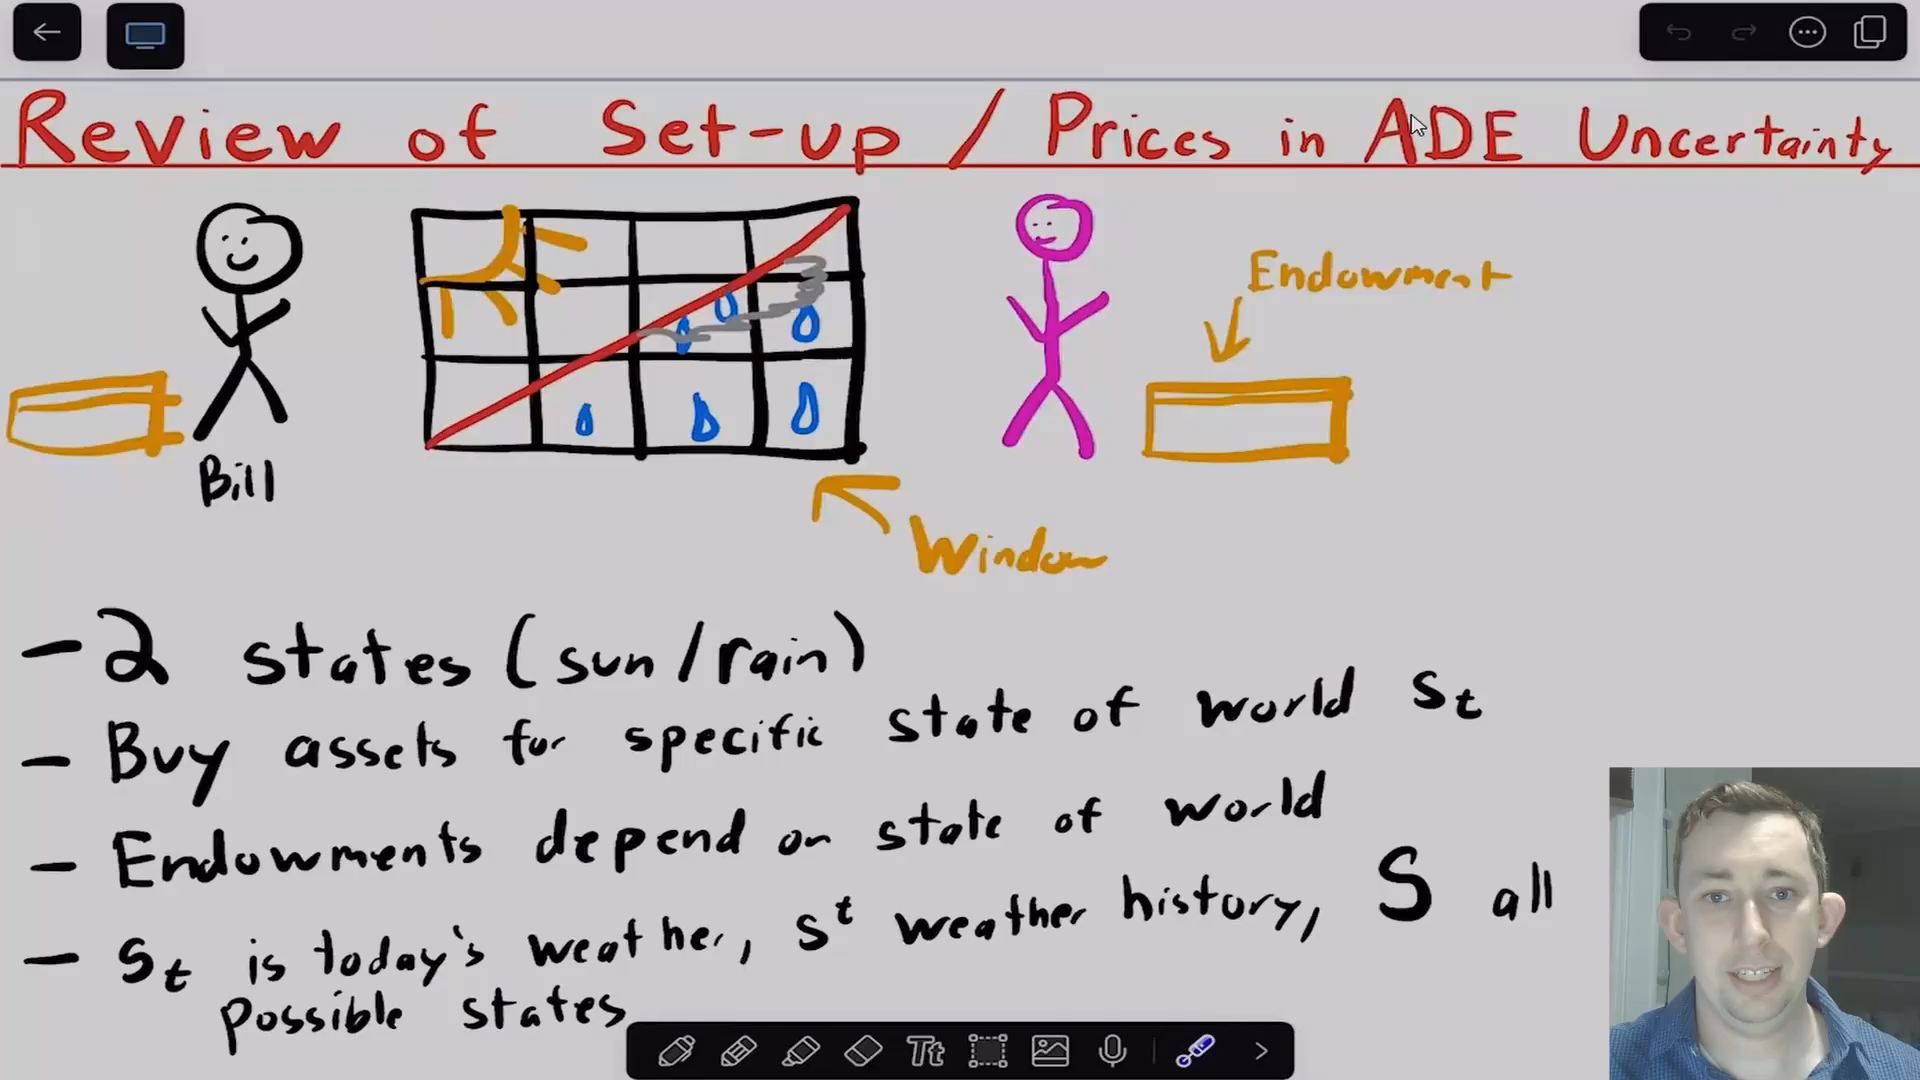 Review of Set-up / Prices in ADE Uncertainty
Endowment
Bill
Window
- 2 states (sun/rain)
- Buy assets for specific state of world st
- Endowments depend on state of world
- st is today's weather, s^t weather history, S all
possible states
Tt